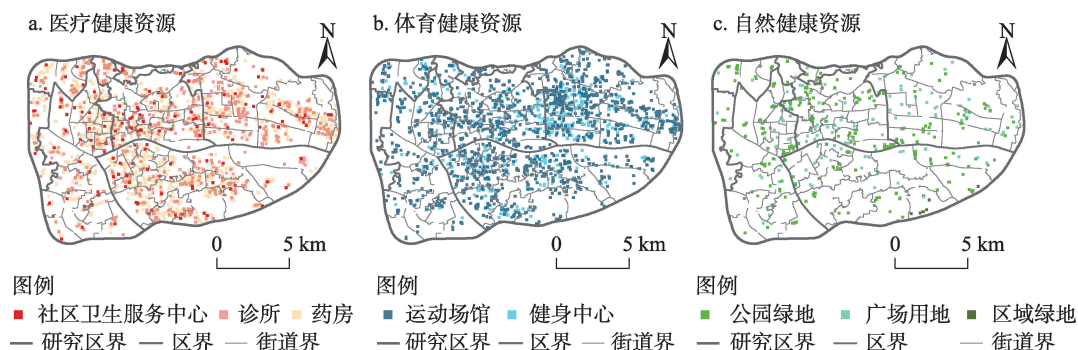 a. 医疗健康资源
N
0 5 km
图例
社区卫生服务中心 诊所 药房
研究区界 区界 街道界
b. 体育健康资源
N
0 5 km
图例
运动场馆 健身中心
研究区界 区界 街道界
c. 自然健康资源
N
0 5 km
图例
公园绿地 广场用地 区域绿地
研究区界 区界 街道界